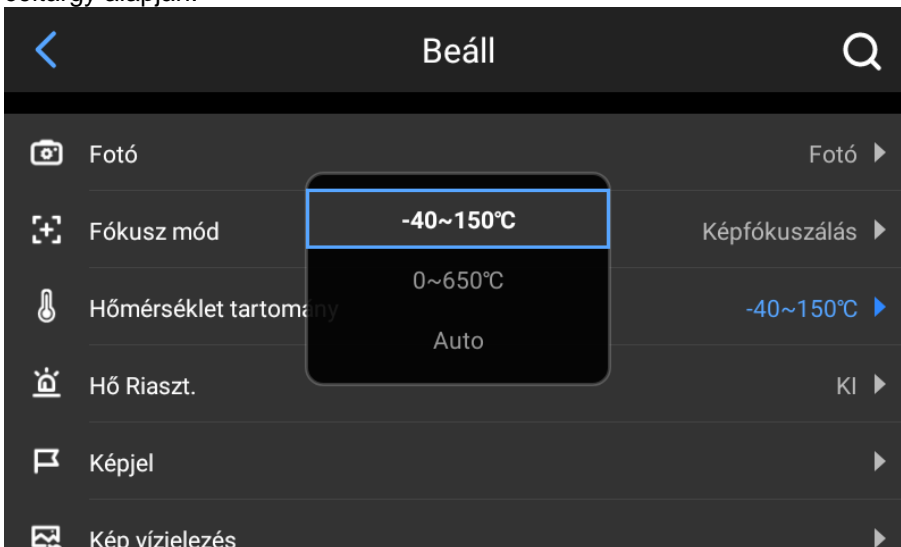 Beáll
Fotó
Fotó
Fókusz mód
-40~150℃
Képfókuszálás
0~650℃
Hőmérséklet tartomány
-40~150℃
Auto
Hő Riaszt.
KI
Képjel
Kép vízjelezés